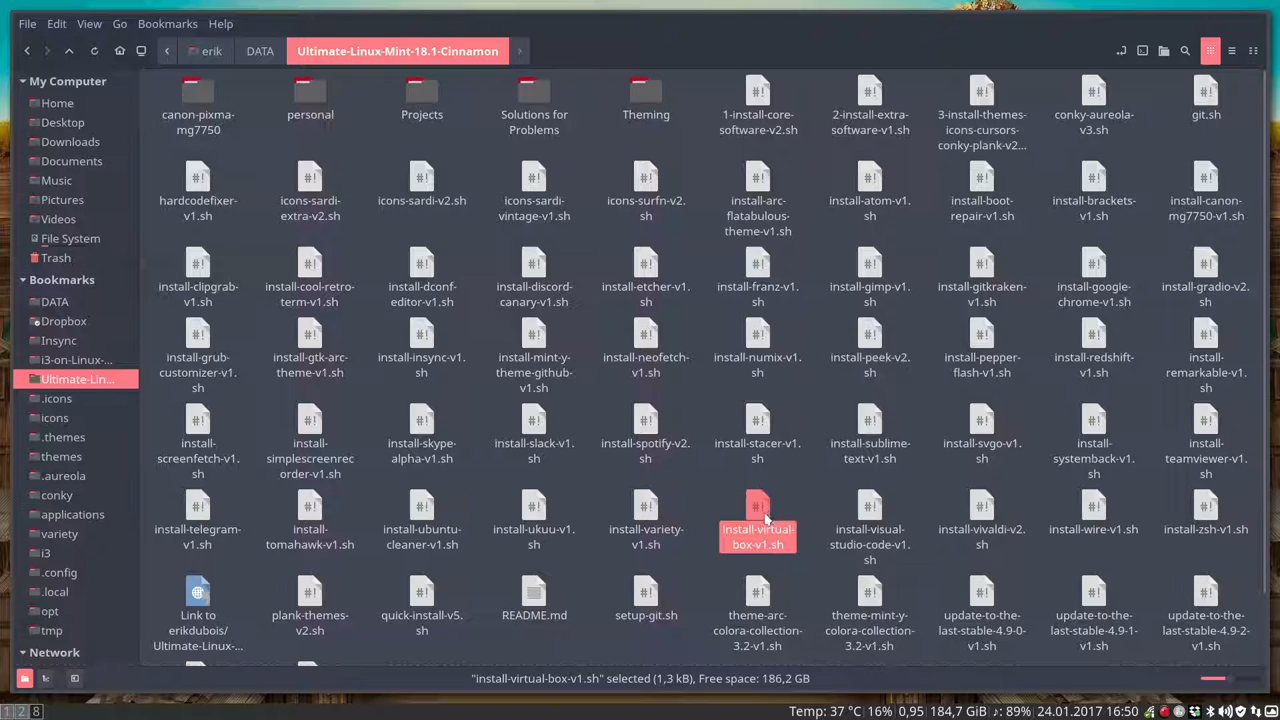 File Edit View Go Bookmarks Help
erik DATA Ultimate-Linux-Mint-18.1-Cinnamon
My Computer
Home
Desktop
Downloads
Documents
Music
Pictures
Videos
File System
Trash
Bookmarks
DATA
Dropbox
Insync
i3-on-Linux-...
Ultimate-Lin...
.icons
icons
.themes
themes
.aureola
conky
applications
variety
i3
.config
.local
opt
tmp
Network
canon-pixma-
mg7750
personal
Projects
Solutions for
Problems
Theming
1-install-core-
software-v2.sh
2-install-extra-
software-v1.sh
3-install-themes-
icons-cursors-
conky-plank-v2...
conky-aureola-
v3.sh
git.sh
hardcodefixer-
v1.sh
icons-sardi-
extra-v2.sh
icons-sardi-v2.sh
icons-sardi-
vintage-v1.sh
icons-surfn-v2.
sh
install-arc-
flatabulous-
theme-v1.sh
install-atom-v1.
sh
install-boot-
repair-v1.sh
install-brackets-
v1.sh
install-canon-
mg7750-v1.sh
install-clipgrab-
v1.sh
install-cool-retro-
term-v1.sh
install-dconf-
editor-v1.sh
install-discord-
canary-v1.sh
install-etcher-v1.
sh
install-franz-v1.
sh
install-gimp-v1.
sh
install-gitkraken-
v1.sh
install-google-
chrome-v1.sh
install-gradio-v2.
sh
install-grub-
customizer-v1.
sh
install-gtk-arc-
theme-v1.sh
install-insync-v1.
sh
install-mint-y-
theme-github-
v1.sh
install-neofetch-
v1.sh
install-numix-v1.
sh
install-peek-v2.
sh
install-pepper-
flash-v1.sh
install-redshift-
v1.sh
install-
remarkable-v1.
sh
install-
screenfetch-v1.
sh
install-
simplescreenrec
order-v1.sh
install-skype-
alpha-v1.sh
install-slack-v1.
sh
install-spotify-v2.
sh
install-stacer-v1.
sh
install-sublime-
text-v1.sh
install-svgo-v1.
sh
install-
systemback-v1.
sh
install-
teamviewer-v1.
sh
install-telegram-
v1.sh
install-
tomahawk-v1.sh
install-ubuntu-
cleaner-v1.sh
install-ukuu-v1.
sh
install-variety-
v1.sh
install-virtual-
box-v1.sh
install-visual-
studio-code-v1.
sh
install-vivaldi-v2.
sh
install-wire-v1.sh
install-zsh-v1.sh
Link to
erikdubois/
Ultimate-Linux-...
plank-themes-
v2.sh
quick-install-v5.
sh
README.md
setup-git.sh
theme-arc-
colora-collection-
3.2-v1.sh
theme-mint-y-
colora-collection-
3.2-v1.sh
update-to-the-
last-stable-4.9-0-
v1.sh
update-to-the-
last-stable-4.9-1-
v1.sh
update-to-the-
last-stable-4.9-2-
v1.sh
"install-virtual-box-v1.sh" selected (1,3 kB), Free space: 186,2 GB
1 2 8 Temp: 37 °C 16% 0,95 184,7 GiB ♪: 89% 24.01.2017 16:50